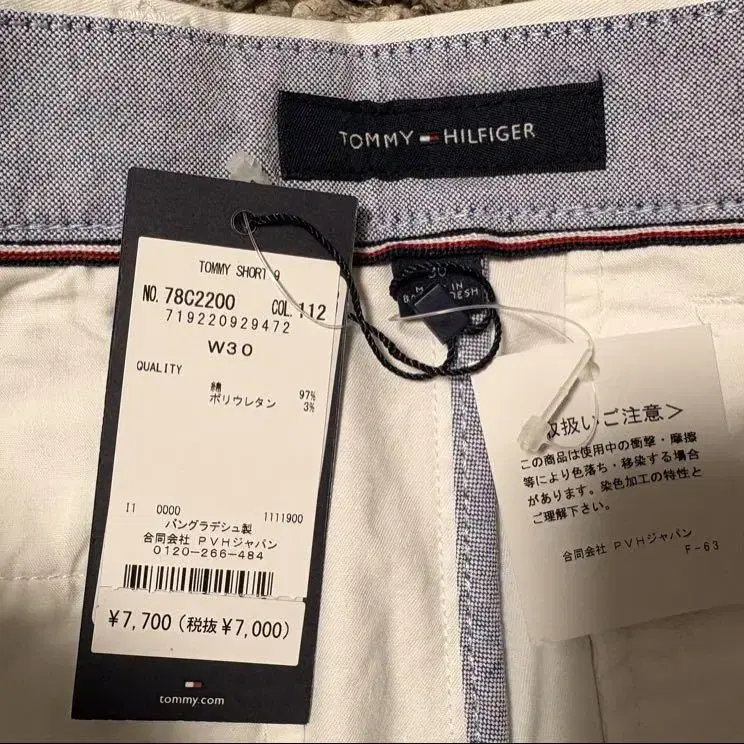 TOMMY HILFIGER
TOMMY SHORT 9
NO. 78C2200 COL. 112
719220929472
W30
QUALITY
綿 97%
ポリウレタン 3%
11 0000 1111900
バングラデシュ製
合同会社 PVHジャパン
0120-266-484
¥7,700 (税抜¥7,000)
tommy.com
取扱いご注意>
この商品は使用中の衝撃・摩擦
等により色落ち・移染する場合
があります。染色加工の特性と
ご理解下さい。
合同会社 PVHジャパン
F-63